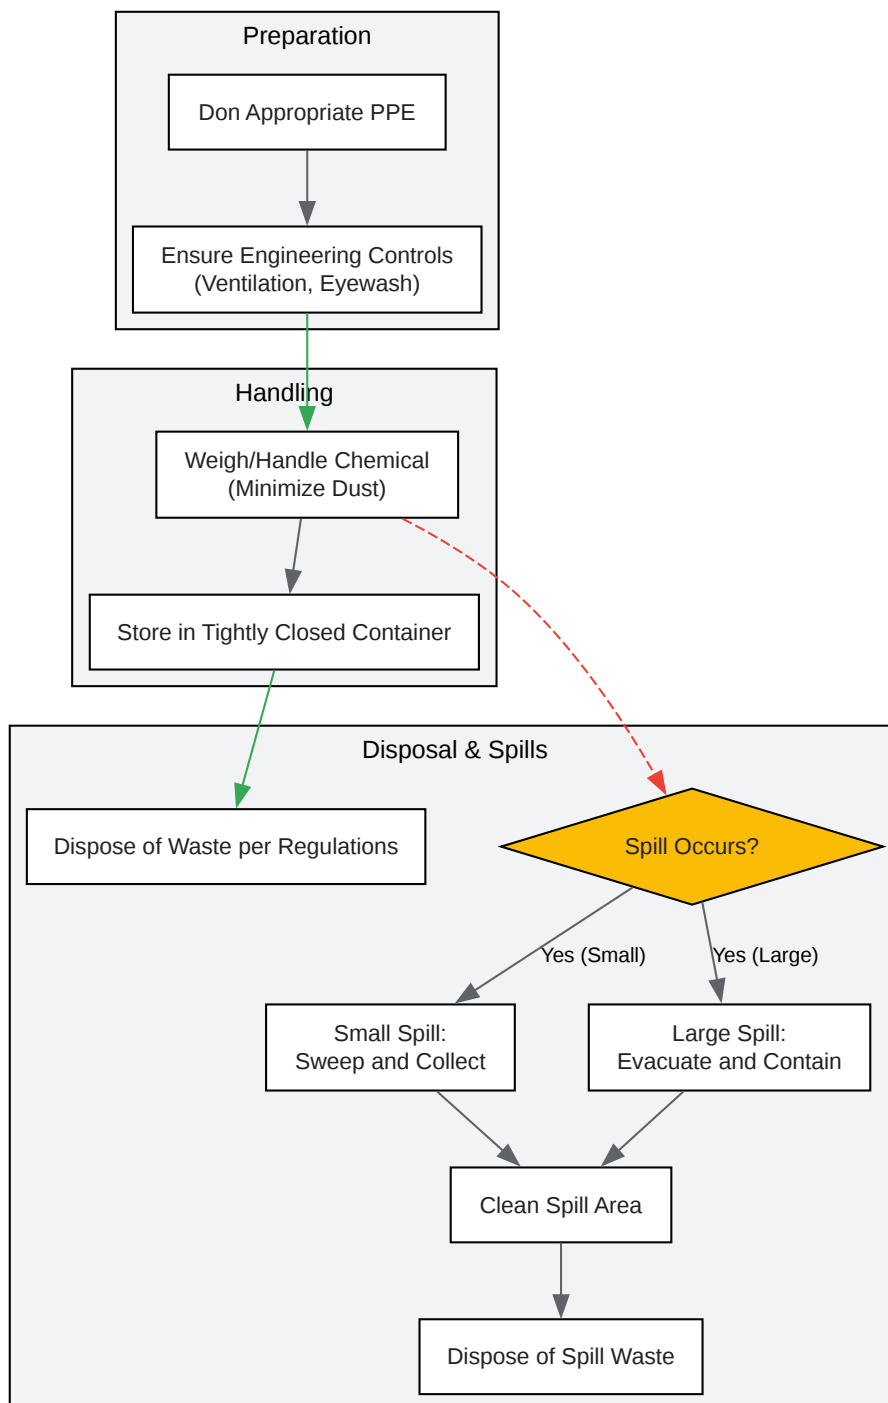 Preparation
Don Appropriate PPE
Ensure Engineering Controls
(Ventilation, Eyewash)
Handling
Weigh/Handle Chemical
(Minimize Dust)
Store in Tightly Closed Container
Disposal & Spills
Dispose of Waste per Regulations
Spill Occurs?
Yes (Small)
Yes (Large)
Small Spill:
Sweep and Collect
Large Spill:
Evacuate and Contain
Clean Spill Area
Dispose of Spill Waste